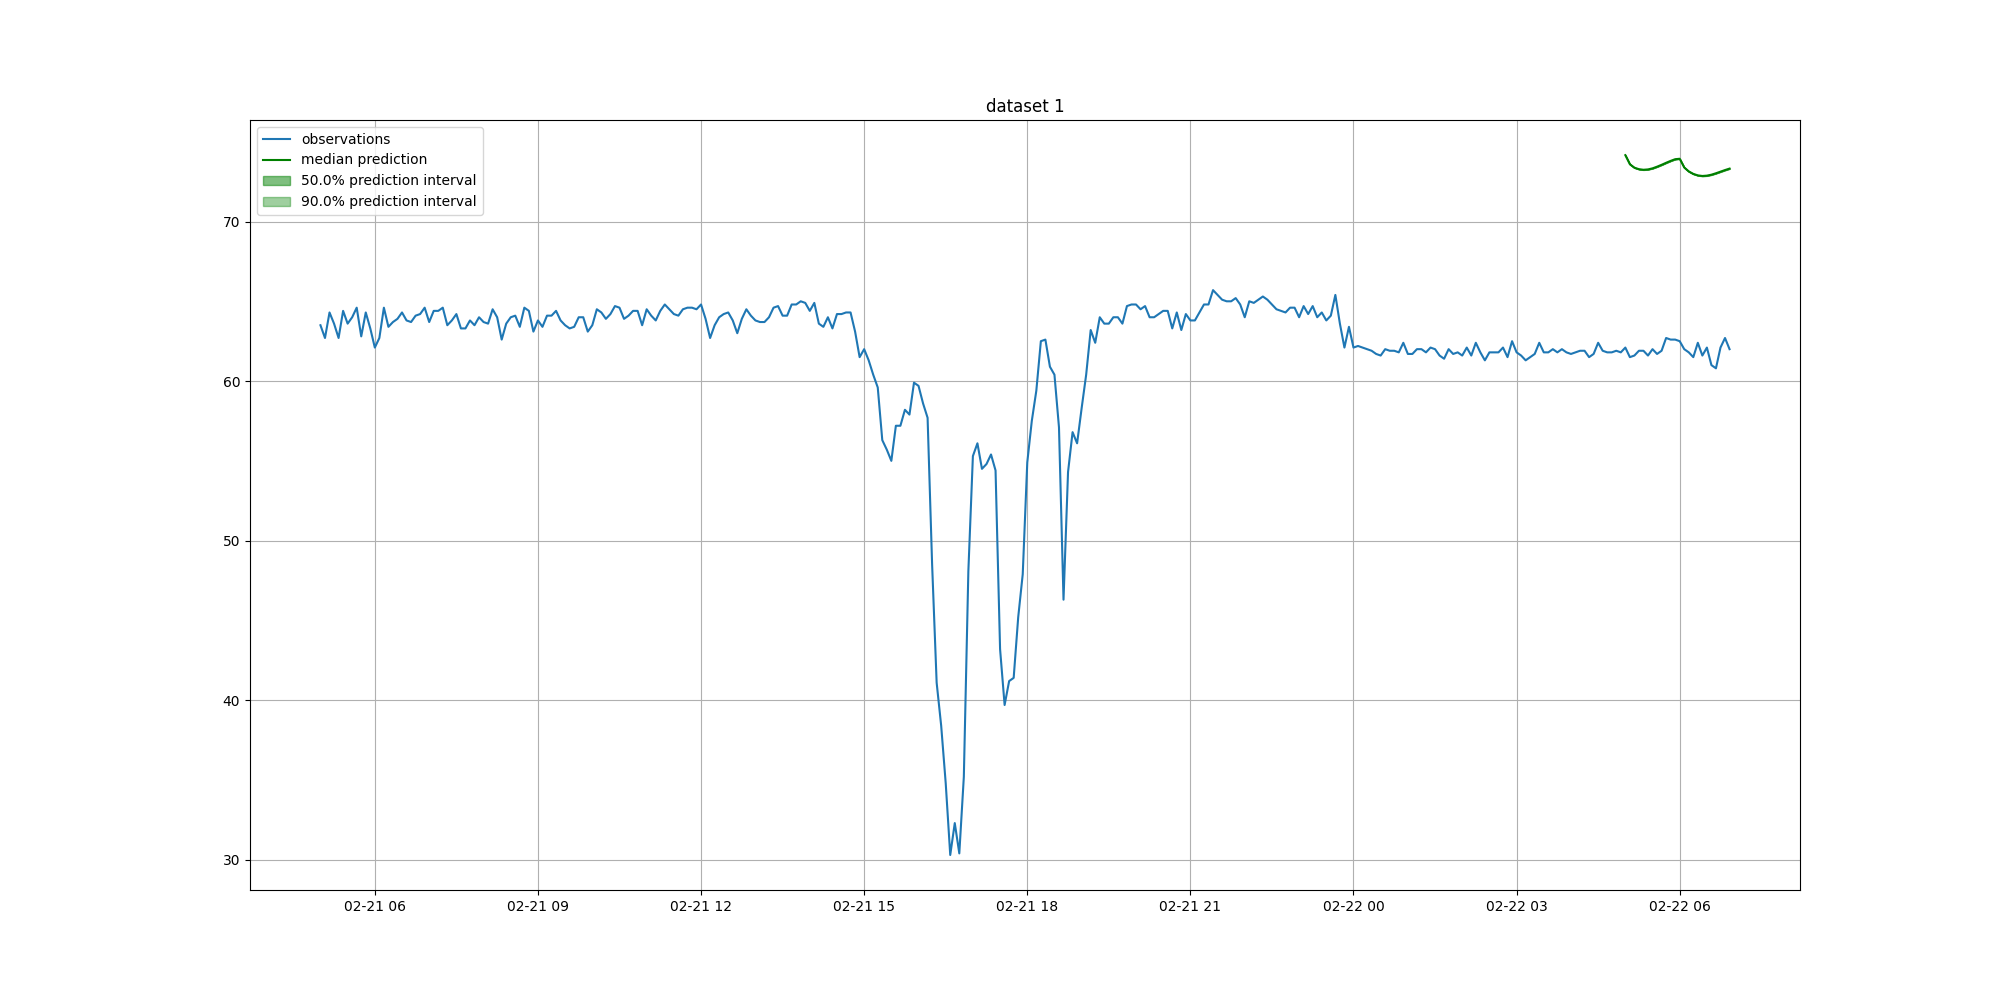 dataset 1
observations
median prediction
50.0% prediction interval
90.0% prediction interval
70
60
50
40
30
02-21 06
02-21 09
02-21 12
02-21 15
02-21 18
02-21 21
02-22 00
02-22 03
02-22 06